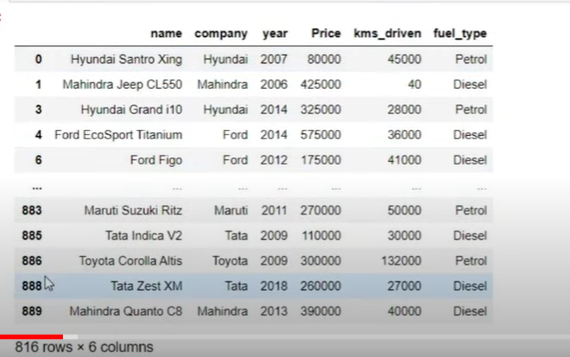 name company year Price kms_driven fuel_type
0 Hyundai Santro Xing Hyundai 2007 80000 45000 Petrol
1 Mahindra Jeep CL550 Mahindra 2006 425000 40 Diesel
3 Hyundai Grand i10 Hyundai 2014 325000 28000 Petrol
4 Ford EcoSport Titanium Ford 2014 575000 36000 Diesel
6 Ford Figo Ford 2012 175000 41000 Diesel
... ... ... ... ... ... ...
883 Maruti Suzuki Ritz Maruti 2011 270000 50000 Petrol
885 Tata Indica V2 Tata 2009 110000 30000 Diesel
886 Toyota Corolla Altis Toyota 2009 300000 132000 Petrol
888 Tata Zest XM Tata 2018 260000 27000 Diesel
889 Mahindra Quanto C8 Mahindra 2013 390000 40000 Diesel
816 rows × 6 columns